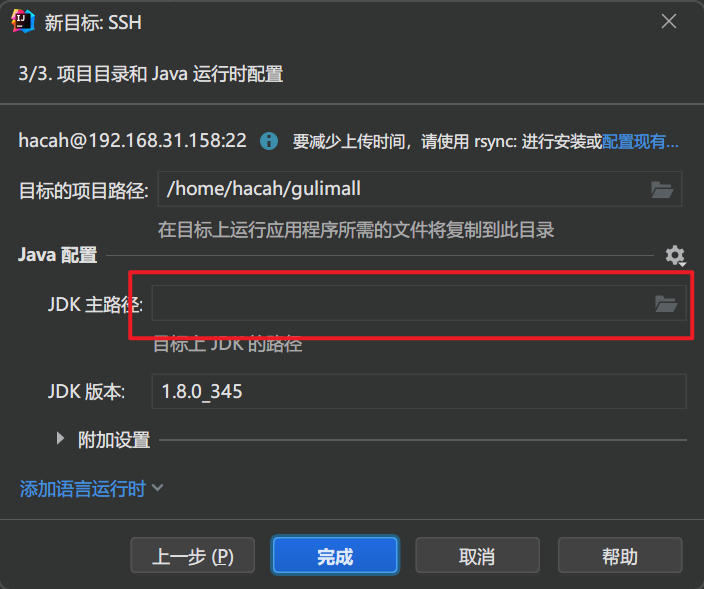 新目标: SSH
3/3. 项目目录和 Java 运行时配置
hacah@192.168.31.158:22 要减少上传时间，请使用 rsync: 进行安装或配置现有...
目标的项目路径: /home/hacah/gulimall
在目标上运行应用程序所需的文件将复制到此目录
Java 配置
JDK 主路径:
目标上 JDK 的路径
JDK 版本: 1.8.0_345
附加设置
添加语言运行时
上一步 (P) 完成 取消 帮助